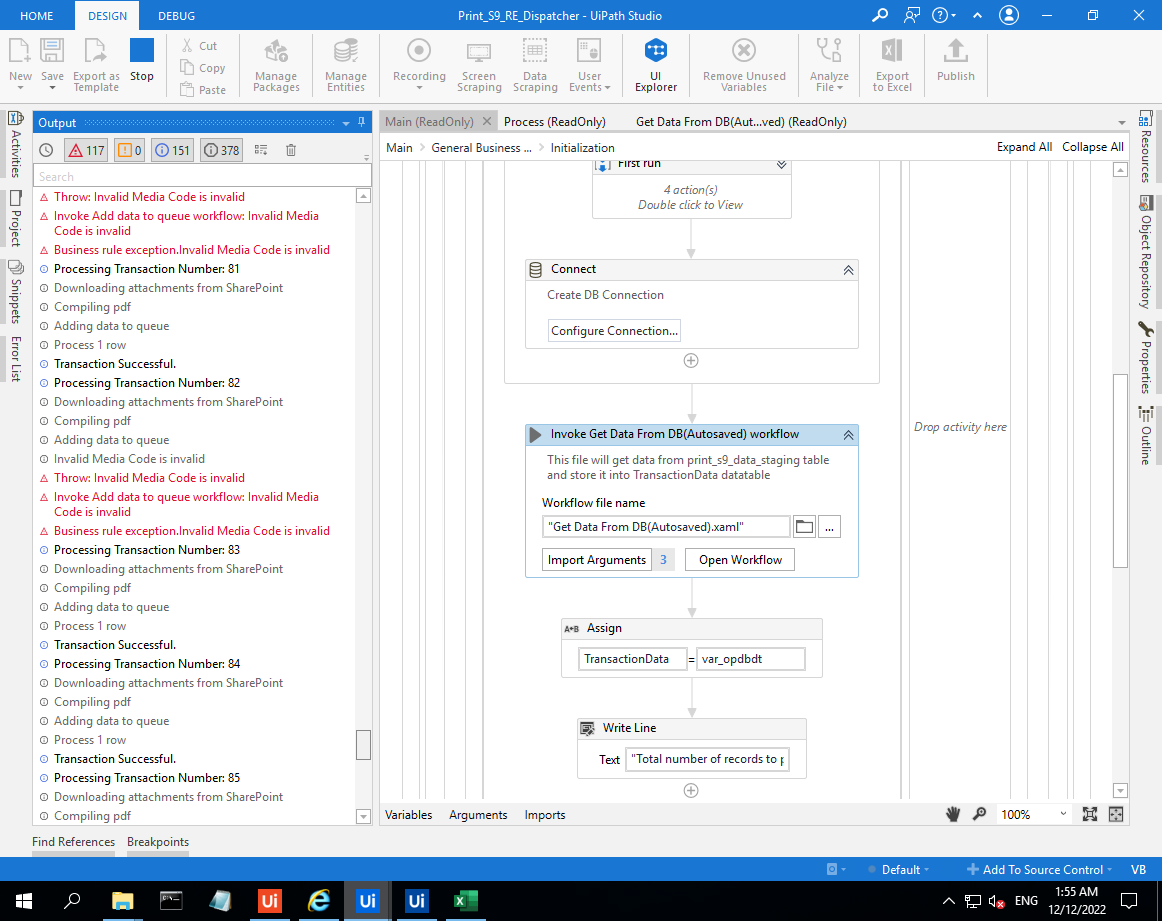 HOME DESIGN DEBUG Print_S9_RE_Dispatcher - UiPath Studio
New Save Export as Template Stop
Cut
Copy
Paste
Manage Packages
Manage Entities
Recording
Screen Scraping
Data Scraping
User Events
UI Explorer
Remove Unused Variables
Analyze File
Export to Excel
Publish
Activities
Project
Snippets
Error List
Output
117 0 151 378
Search
Throw: Invalid Media Code is invalid
Invoke Add data to queue workflow: Invalid Media
Code is invalid
Business rule exception.Invalid Media Code is invalid
Processing Transaction Number: 81
Downloading attachments from SharePoint
Compiling pdf
Adding data to queue
Process 1 row
Transaction Successful.
Processing Transaction Number: 82
Downloading attachments from SharePoint
Compiling pdf
Adding data to queue
Invalid Media Code is invalid
Throw: Invalid Media Code is invalid
Invoke Add data to queue workflow: Invalid Media
Code is invalid
Business rule exception.Invalid Media Code is invalid
Processing Transaction Number: 83
Downloading attachments from SharePoint
Compiling pdf
Adding data to queue
Process 1 row
Transaction Successful.
Processing Transaction Number: 84
Downloading attachments from SharePoint
Compiling pdf
Adding data to queue
Process 1 row
Transaction Successful.
Processing Transaction Number: 85
Downloading attachments from SharePoint
Compiling pdf
Find References Breakpoints
Main (ReadOnly) Process (ReadOnly) Get Data From DB(Aut...ved) (ReadOnly)
Main General Business ... Initialization Expand All Collapse All
First run
4 action(s)
Double click to View
Connect
Create DB Connection
Configure Connection...
Invoke Get Data From DB(Autosaved) workflow
This file will get data from print_s9_data_staging table
and store it into TransactionData datatable
Workflow file name
"Get Data From DB(Autosaved).xaml" ...
Import Arguments 3 Open Workflow
Drop activity here
Assign
TransactionData = var_opdbdt
Write Line
Text "Total number of records to p
Variables Arguments Imports 100%
Resources
Object Repository
Properties
Outline
Default Add To Source Control VB
Ui Ui Ui
ENG
1:55 AM
12/12/2022